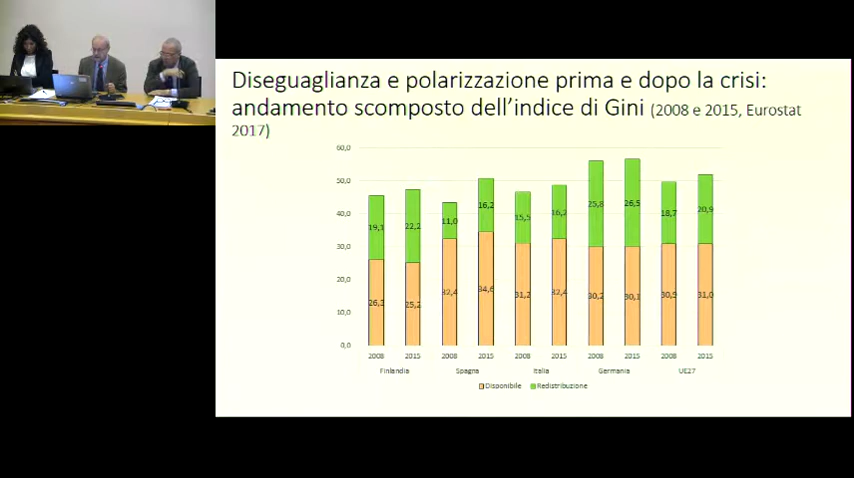 Diseguaglianza e polarizzazione prima e dopo la crisi:
andamento scomposto dell'indice di Gini (2008 e 2015, Eurostat
2017)
60,0
50,0
40,0
30,0
20,0
10,0
0,0
19,1 22,2 11,0 16,2 15,5 16,2 25,8 26,5 18,7 20,9
26,3 25,2 32,4 34,6 31,2 32,4 30,2 30,1 30,9 31,0
2008 2015 2008 2015 2008 2015 2008 2015 2008 2015
Finlandia Spagna Italia Germania UE27
Disponibile Redistribuzione